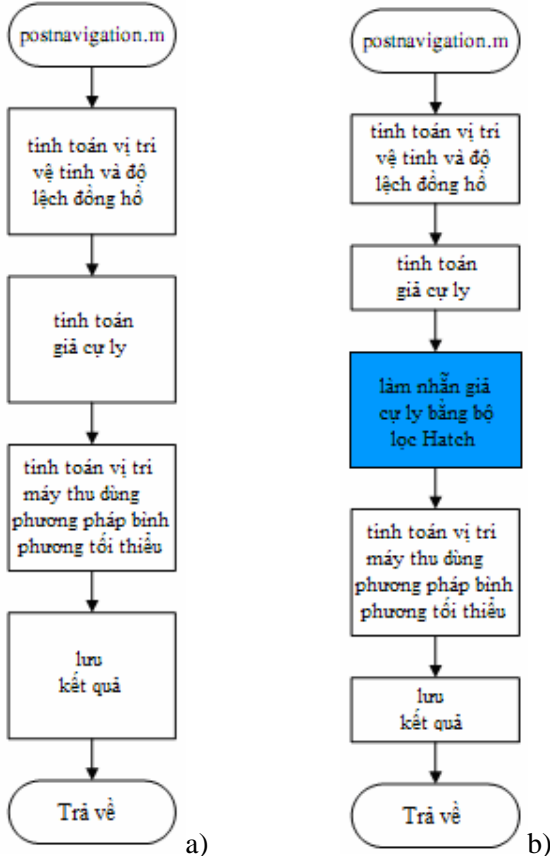 postnavigation.m
tính toán vị trí
vệ tinh và độ
lệch đồng hồ
tính toán
giả cự ly
tính toán vị trí
máy thu dùng
phương pháp bình
phương tối thiểu
lưu
kết quả
Trả về
a)
postnavigation.m
tính toán vị trí
vệ tinh và độ
lệch đồng hồ
tính toán
giả cự ly
làm nhẵn giả
cự ly bằng bộ
lọc Hatch
tính toán vị trí
máy thu dùng
phương pháp bình
phương tối thiểu
lưu
kết quả
Trả về
b)